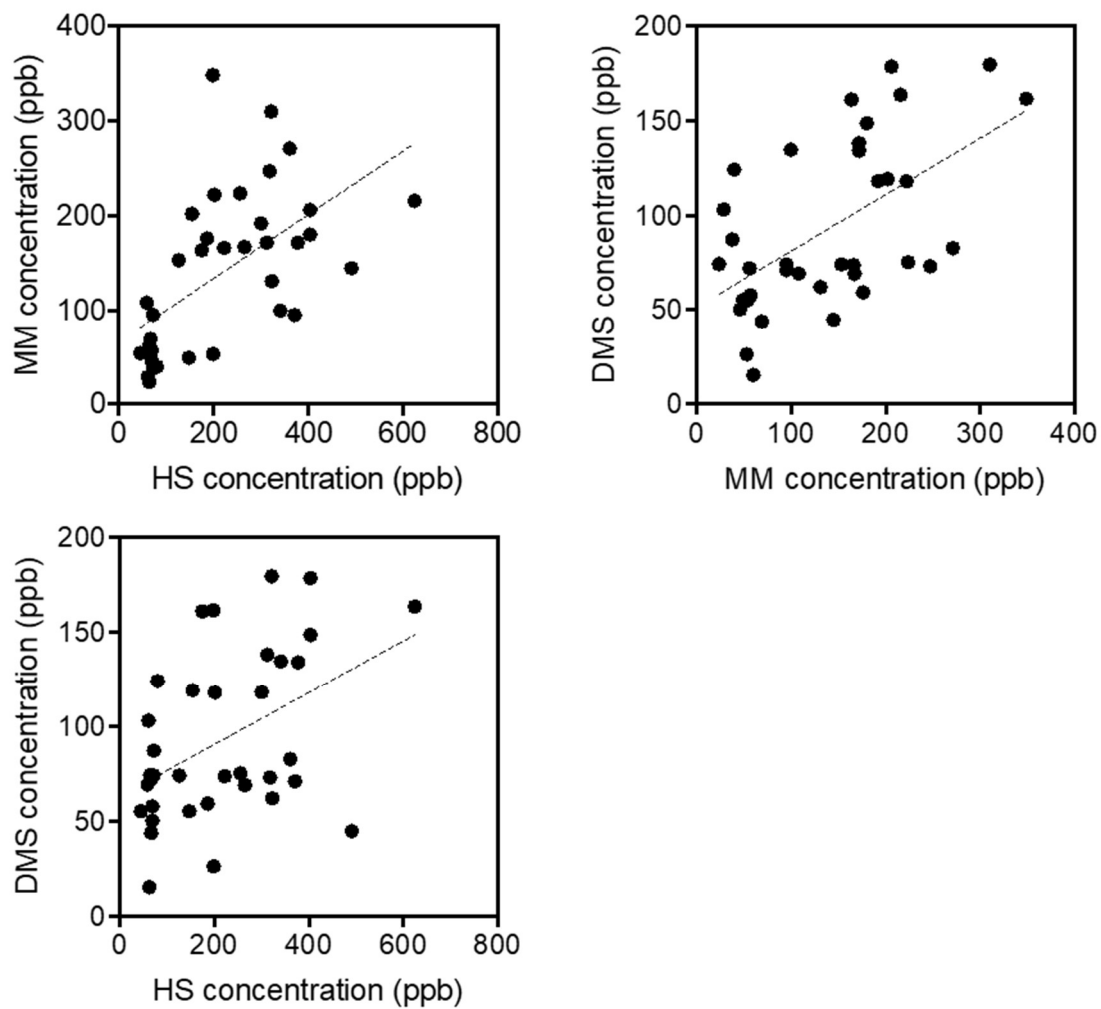 MM concentration (ppb)
400
300
200
100
0
0 200 400 600 800
HS concentration (ppb)
DMS concentration (ppb)
200
150
100
50
0
0 100 200 300 400
MM concentration (ppb)
DMS concentration (ppb)
200
150
100
50
0
0 200 400 600 800
HS concentration (ppb)